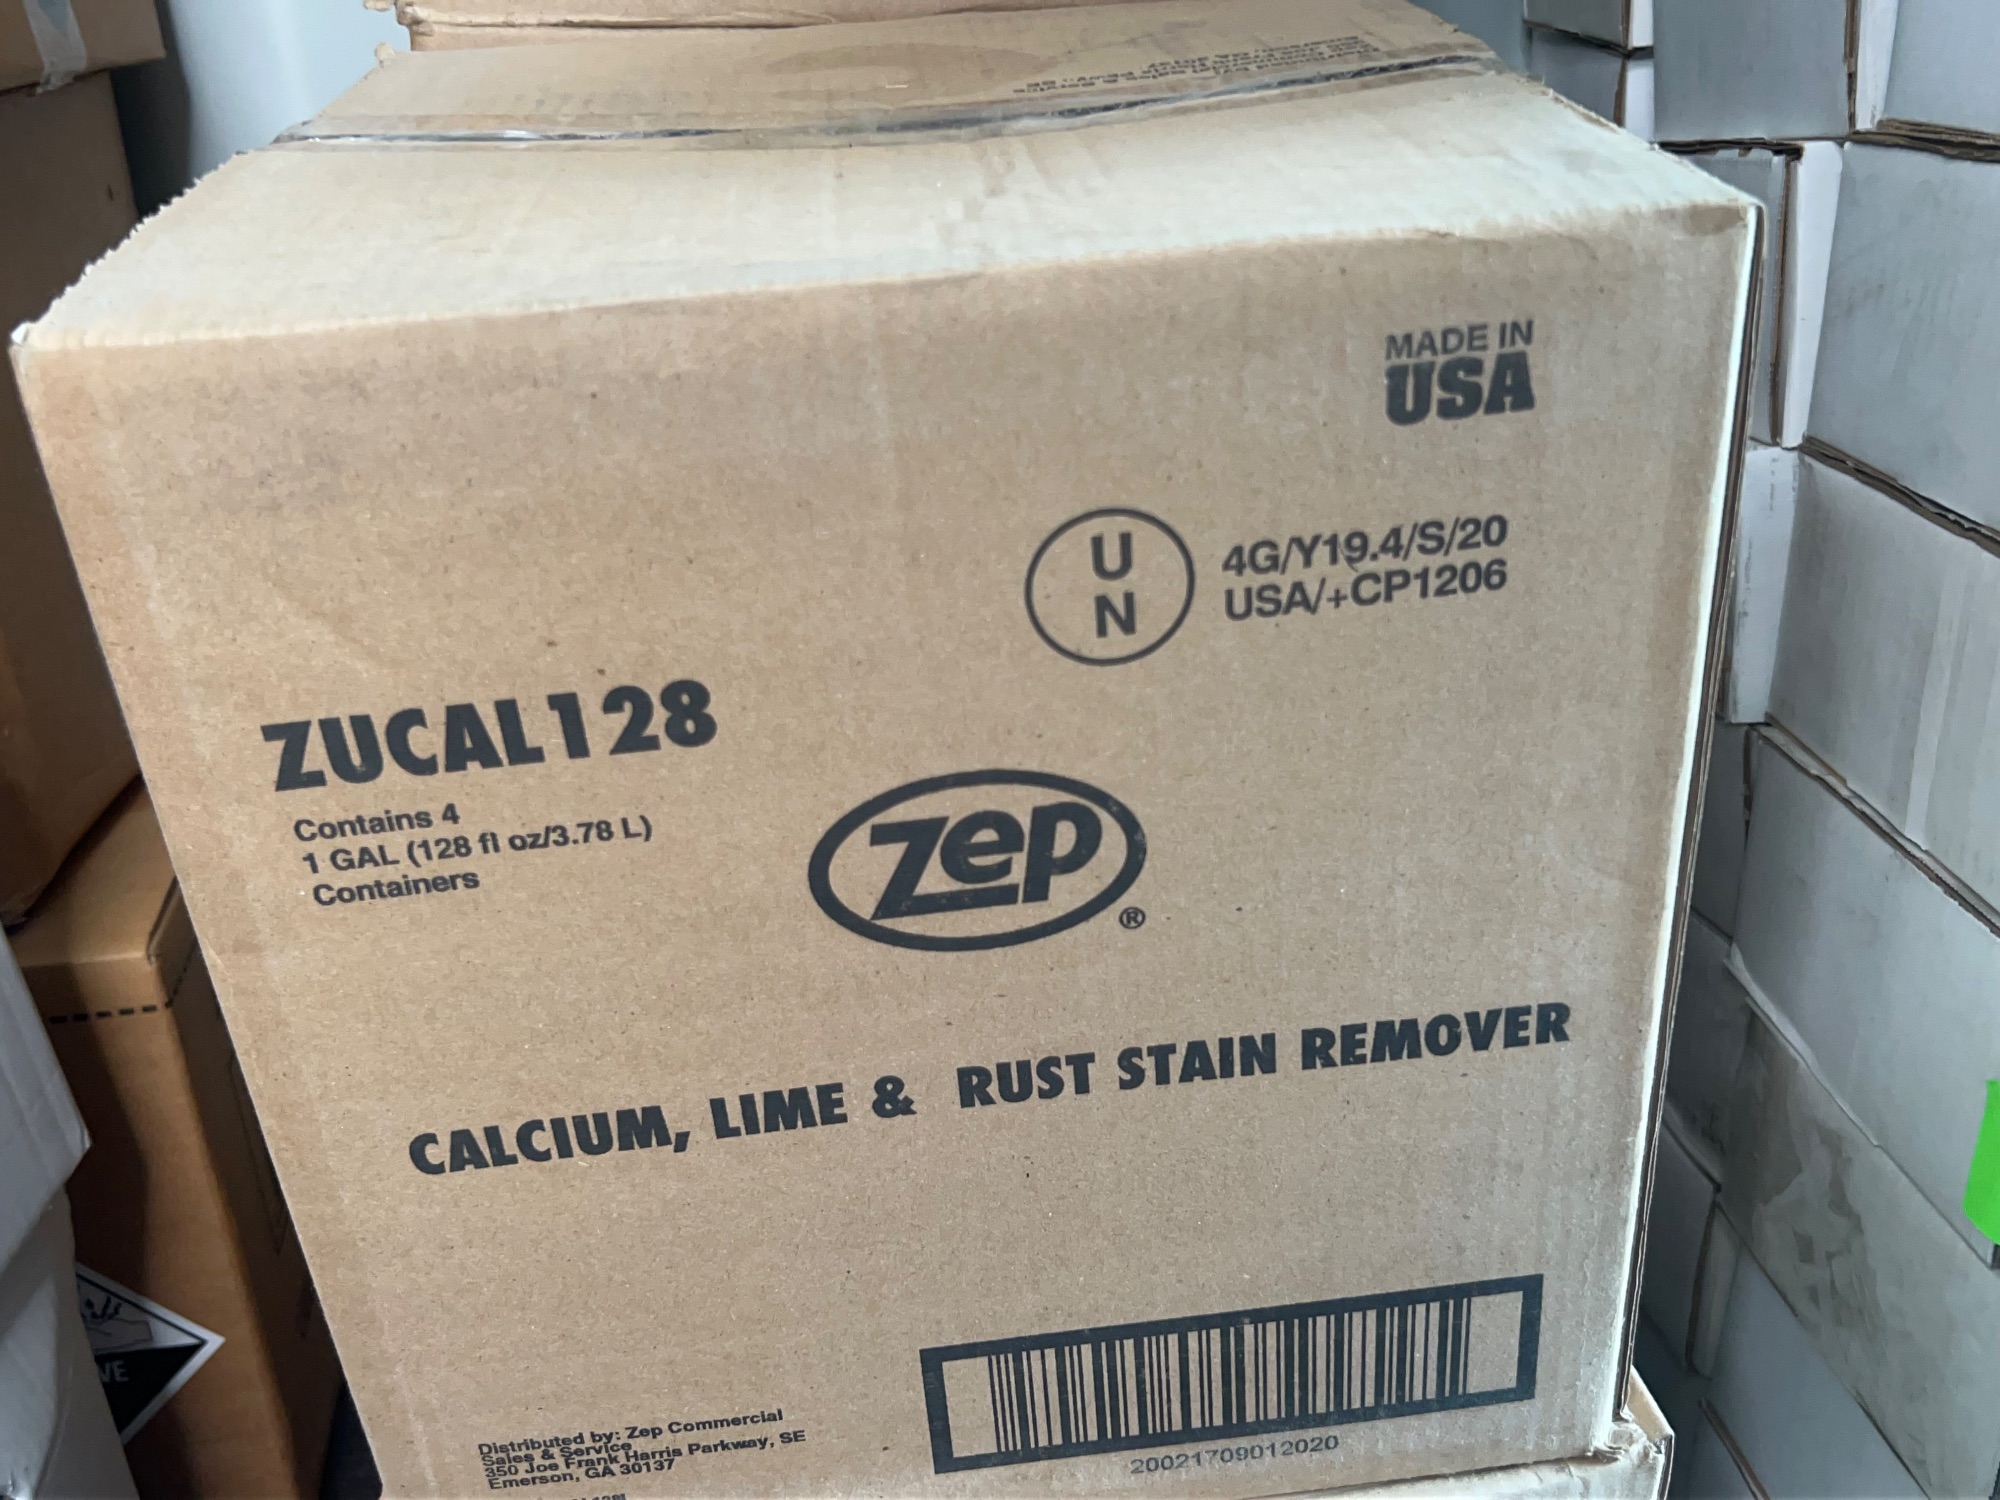 MADE IN
USA
U
N
4G/Y19.4/S/20
USA/+CP1206
ZUCAL128
Contains 4
1 GAL (128 fl oz/3.78 L)
Containers
zep
®
CALCIUM, LIME & RUST STAIN REMOVER
Distributed by: Zep Commercial
Sales & Service
350 Joe Frank Harris Parkway, SE
Emerson, GA 30137
20021709012020